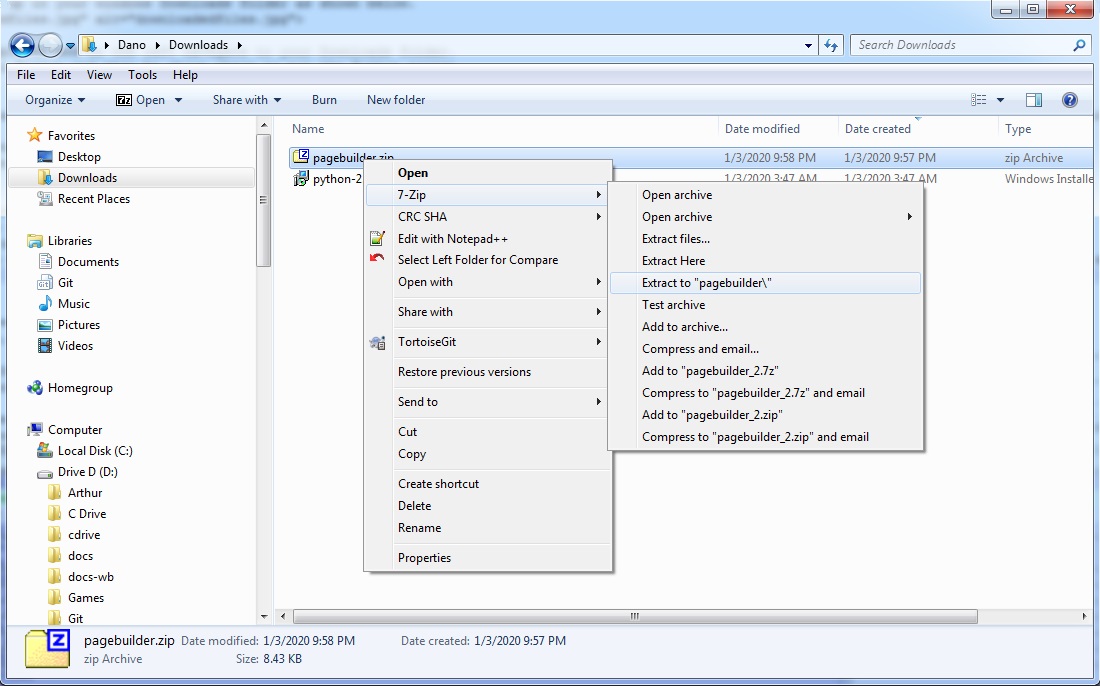 Dano Downloads
Search Downloads
File Edit View Tools Help
Organize Open Share with Burn New folder
Name Date modified Date created Type
pagebuilder.zip 1/3/2020 9:58 PM 1/3/2020 9:57 PM zip Archive
python-2 1/3/2020 3:47 AM 1/3/2020 3:47 AM Windows Installe
Favorites
Desktop
Downloads
Recent Places
Libraries
Documents
Git
Music
Pictures
Videos
Homegroup
Computer
Local Disk (C:)
Drive D (D:)
Arthur
C Drive
cdrive
docs
docs-wb
Games
Git
Open
7-Zip
CRC SHA
Edit with Notepad++
Select Left Folder for Compare
Open with
Share with
TortoiseGit
Restore previous versions
Send to
Cut
Copy
Create shortcut
Delete
Rename
Properties
Open archive
Open archive
Extract files...
Extract Here
Extract to "pagebuilder\"
Test archive
Add to archive...
Compress and email...
Add to "pagebuilder_2.7z"
Compress to "pagebuilder_2.7z" and email
Add to "pagebuilder_2.zip"
Compress to "pagebuilder_2.zip" and email
pagebuilder.zip Date modified: 1/3/2020 9:58 PM Date created: 1/3/2020 9:57 PM
zip Archive Size: 8.43 KB